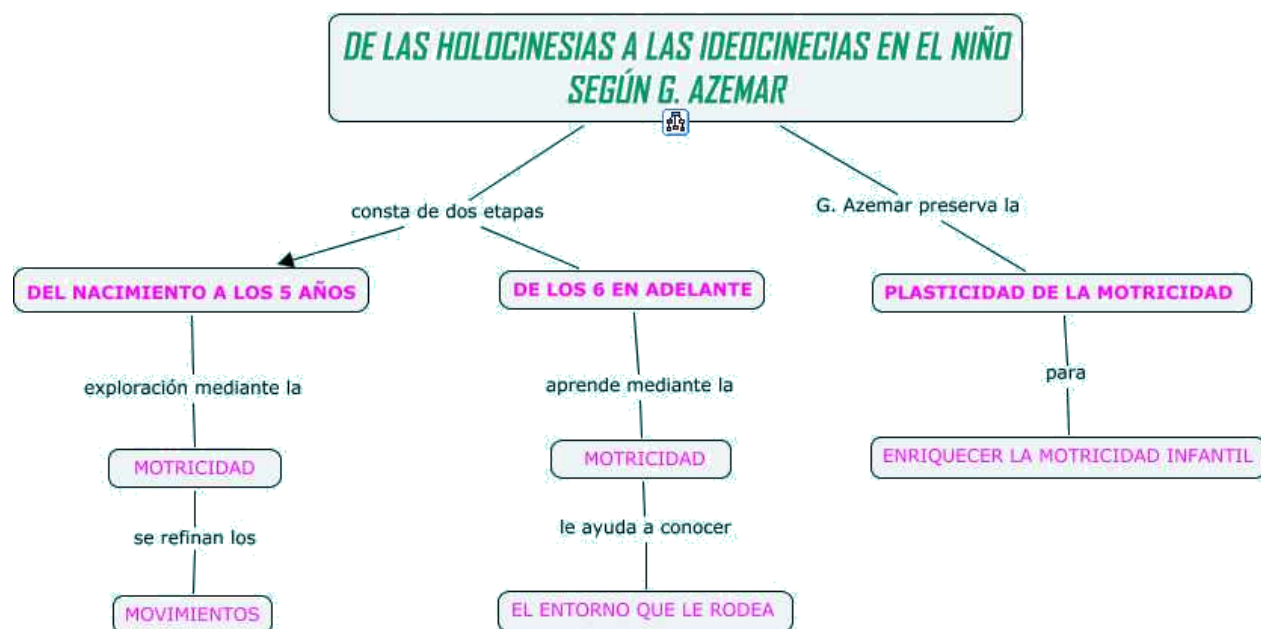 DE LAS HOLOCINESIAS A LAS IDEOCINECIAS EN EL NIÑO
SEGÚN G. AZEMAR
consta de dos etapas
G. Azemar preserva la
DEL NACIMIENTO A LOS 5 AÑOS
DE LOS 6 EN ADELANTE
PLASTICIDAD DE LA MOTRICIDAD
exploración mediante la
aprende mediante la
para
MOTRICIDAD
MOTRICIDAD
ENRIQUECER LA MOTRICIDAD INFANTIL
se refinan los
le ayuda a conocer
MOVIMIENTOS
EL ENTORNO QUE LE RODEA